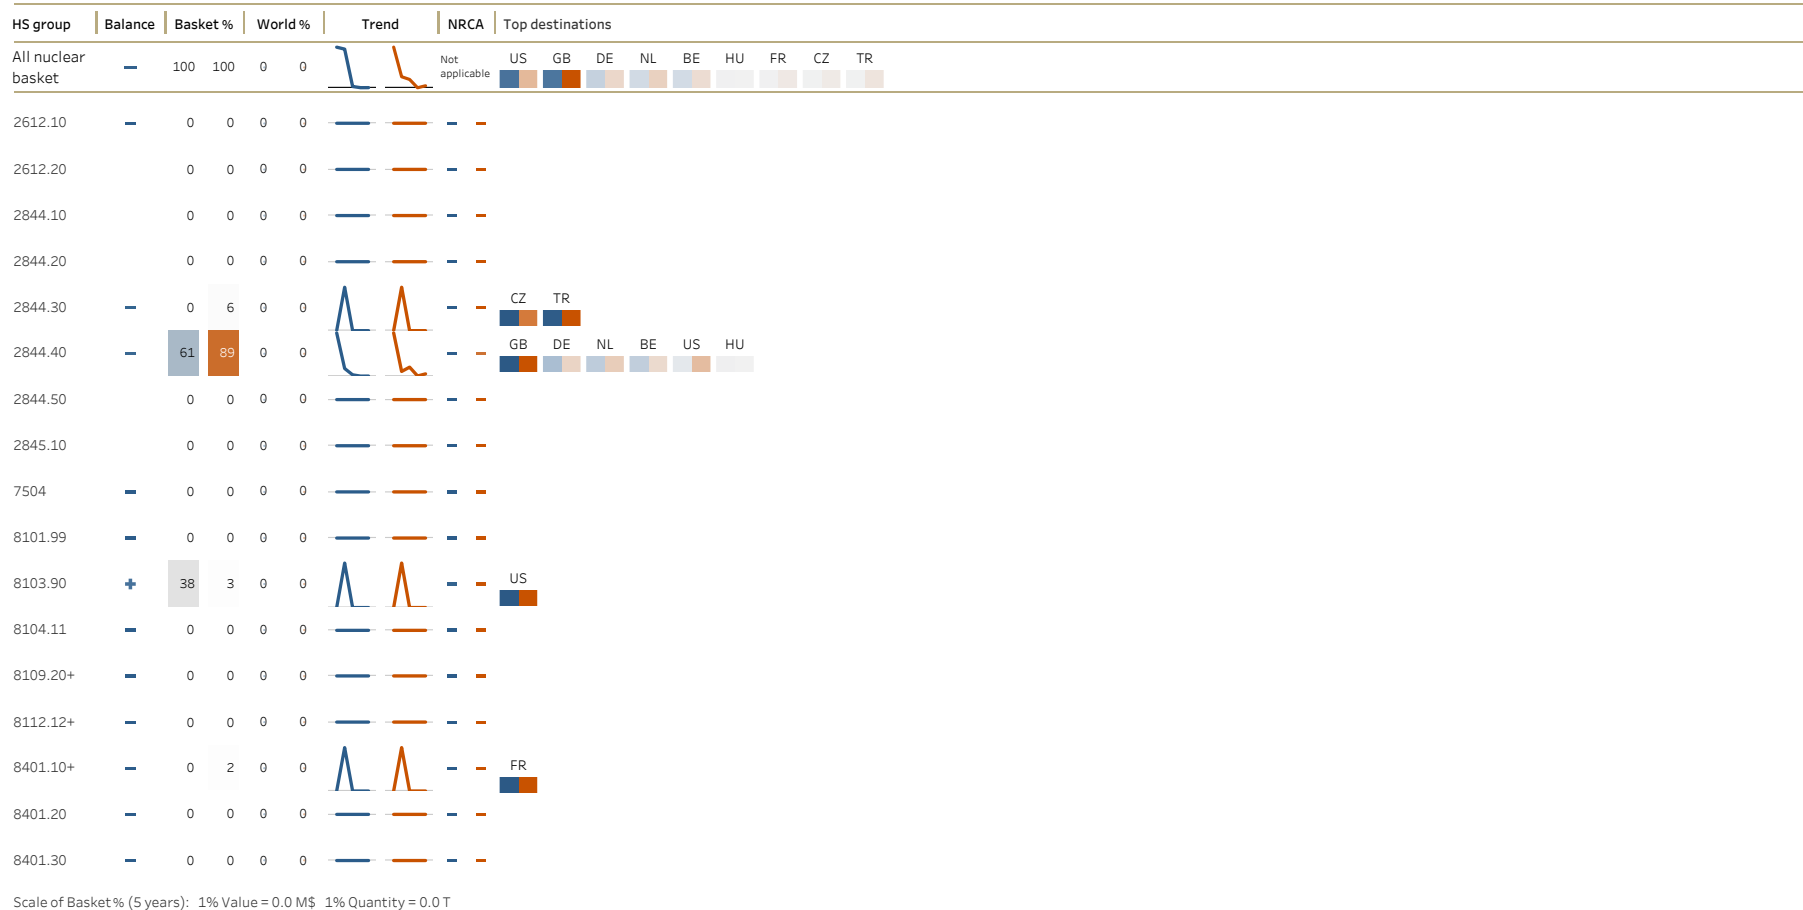 HS group Balance Basket % World % Trend NRCA Top destinations
All nuclear basket 100 100 0 0 Not applicable US GB DE NL BE HU FR CZ TR
2612.10 0 0 0 0
2612.20 0 0 0 0
2844.10 0 0 0 0
2844.20 0 0 0 0
2844.30 0 6 0 0 CZ TR
2844.40 61 89 0 0 GB DE NL BE US HU
2844.50 0 0 0 0
2845.10 0 0 0 0
7504 0 0 0 0
8101.99 0 0 0 0
8103.90 38 3 0 0 US
8104.11 0 0 0 0
8109.20+ 0 0 0 0
8112.12+ 0 0 0 0
8401.10+ 0 2 0 0 FR
8401.20 0 0 0 0
8401.30 0 0 0 0
Scale of Basket% (5 years): 1% Value = 0.0 M$ 1% Quantity = 0.0 T